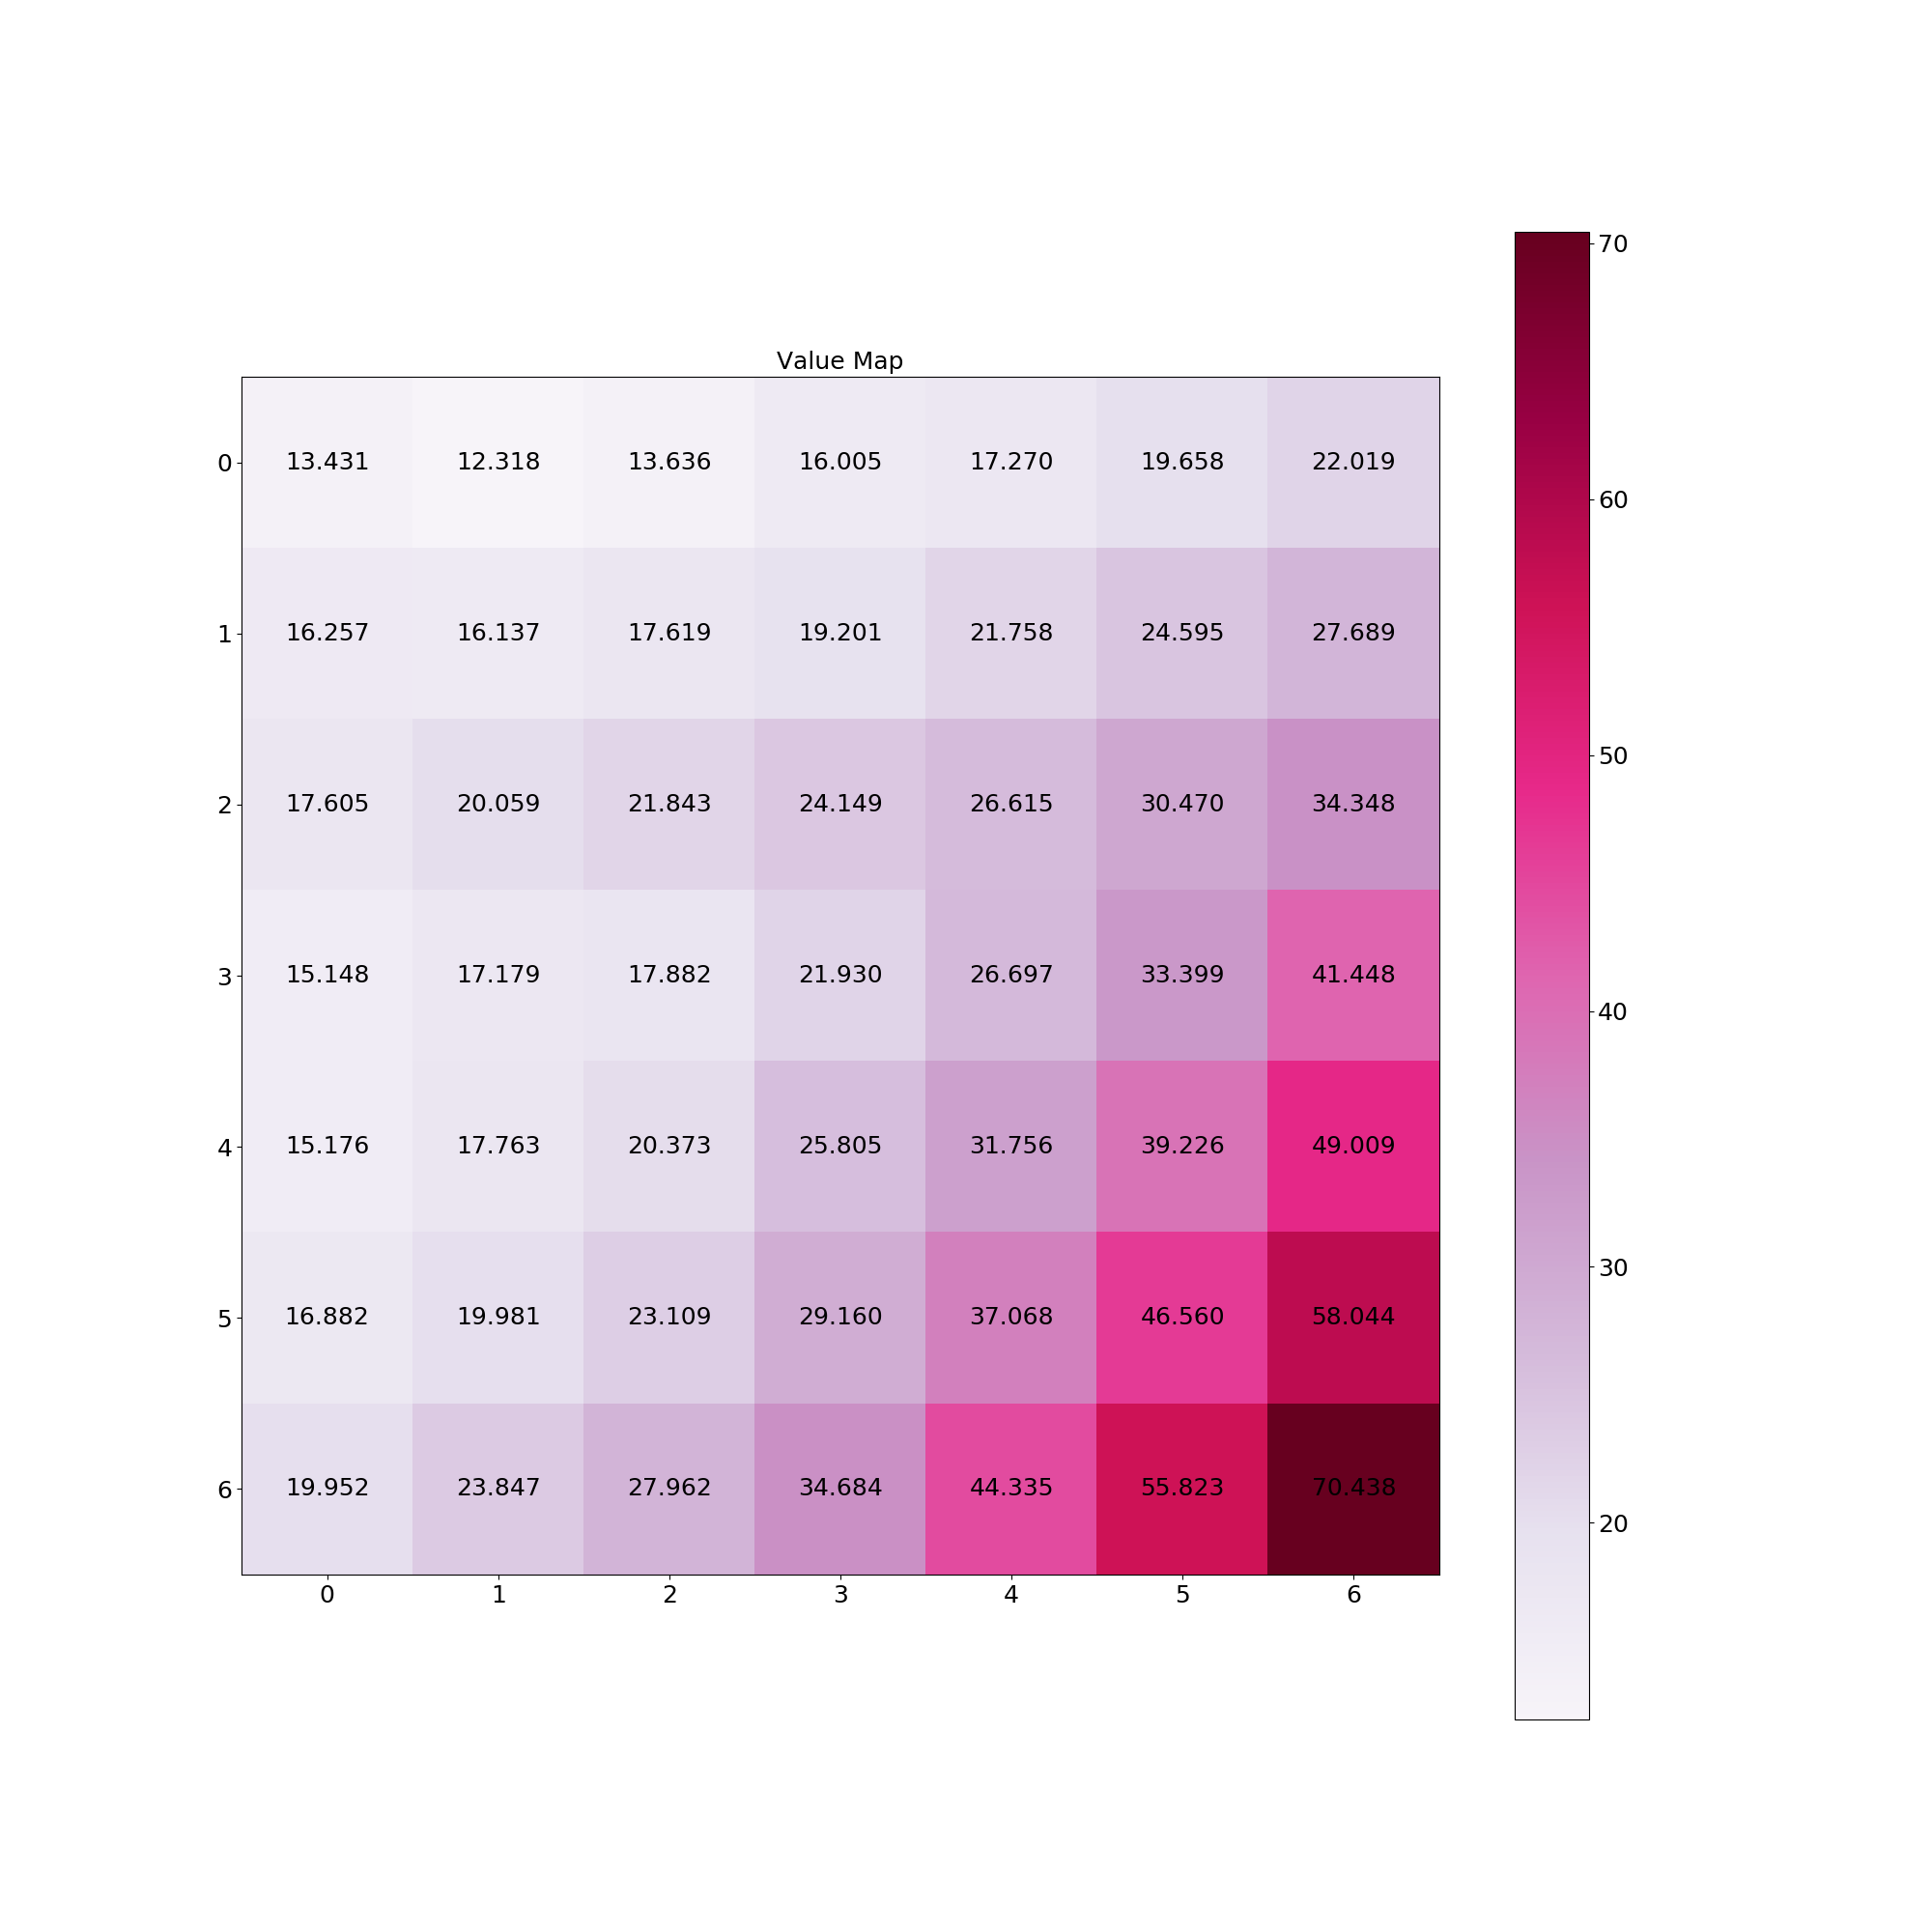 Value Map
0 13.431 12.318 13.636 16.005 17.270 19.658 22.019
1 16.257 16.137 17.619 19.201 21.758 24.595 27.689
2 17.605 20.059 21.843 24.149 26.615 30.470 34.348
3 15.148 17.179 17.882 21.930 26.697 33.399 41.448
4 15.176 17.763 20.373 25.805 31.756 39.226 49.009
5 16.882 19.981 23.109 29.160 37.068 46.560 58.044
6 19.952 23.847 27.962 34.684 44.335 55.823 70.438
0 1 2 3 4 5 6
70
60
50
40
30
20